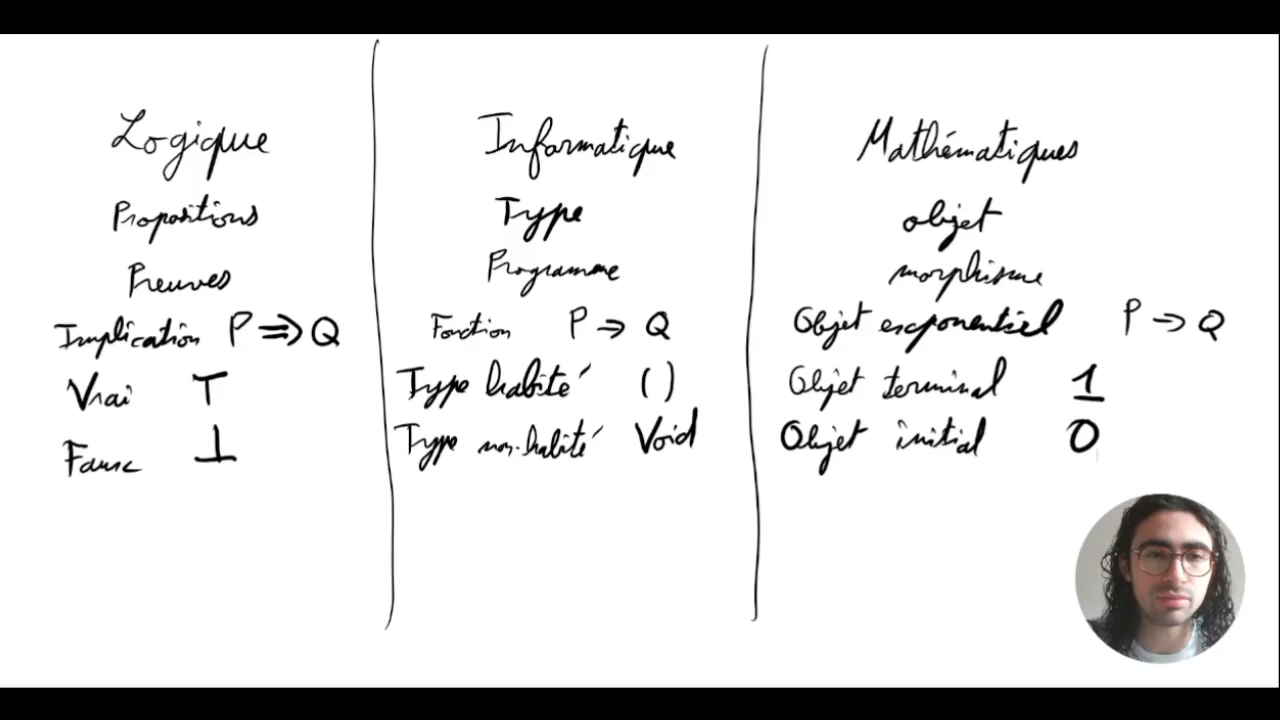 Logique
Propositions
Preuves
Implication P ⇒ Q
Vrai ⊤
Faux ⊥
Informatique
Type
Programme
Fonction P → Q
Type habité ()
Type non-habité Void
Mathématiques
objet
morphisme
Objet exponentiel P → Q
Objet terminal 1
Objet initial 0